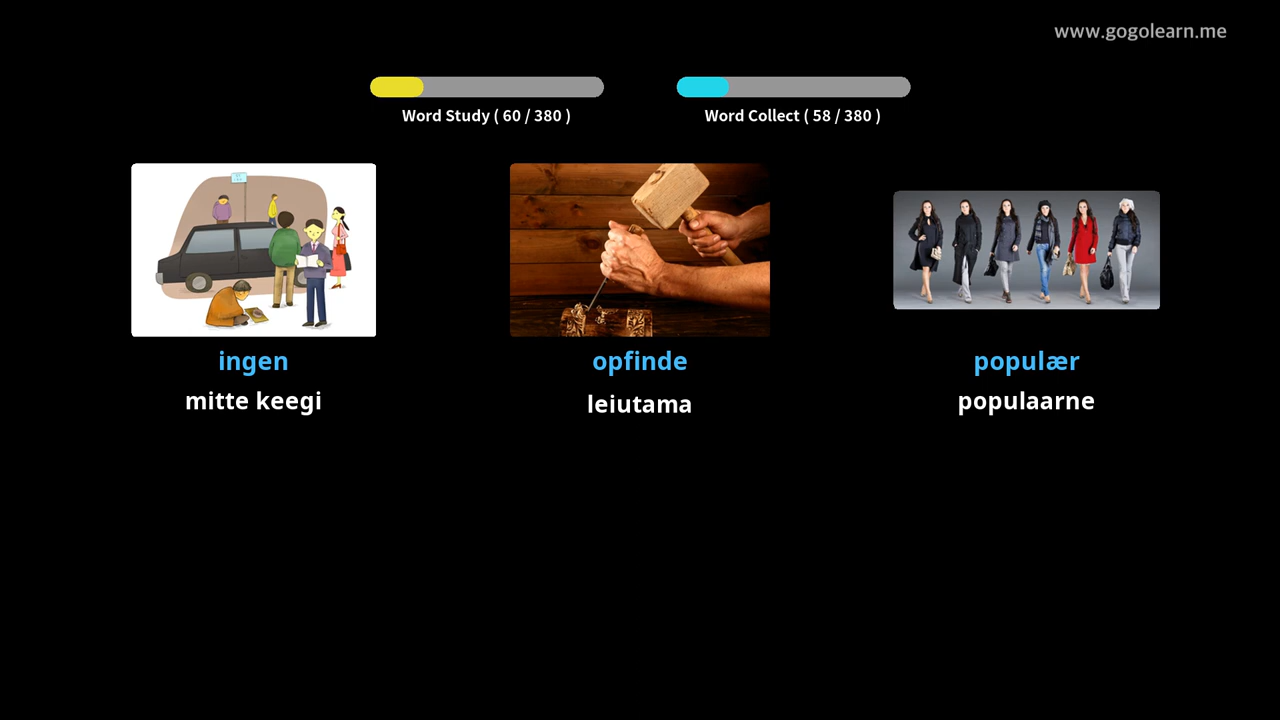 www.gogolearn.me
Word Study ( 60 / 380 )
Word Collect ( 58 / 380 )
ingen
mitte keegi
opfinde
leiutama
populær
populaarne